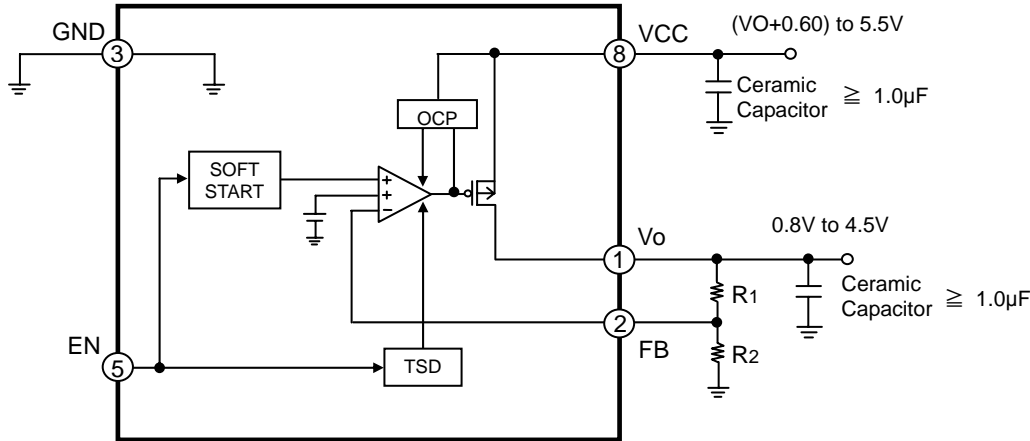 GND
3
VCC
8
(VO+0.60) to 5.5V
Ceramic
Capacitor ≧ 1.0µF
OCP
SOFT
START
+
+
−
Vo
1
0.8V to 4.5V
R1
Ceramic
Capacitor ≧ 1.0µF
2
FB
R2
EN
5
TSD